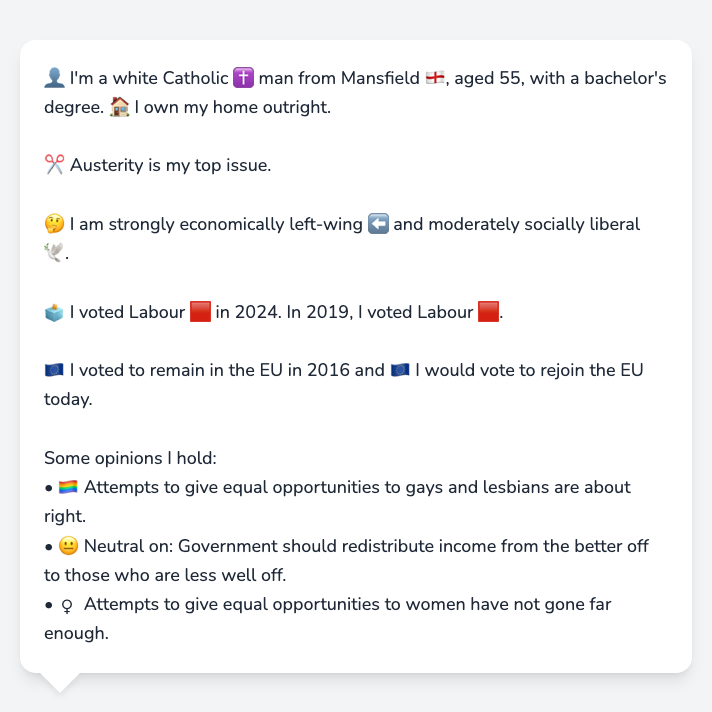 👤 I'm a white Catholic ✝️ man from Mansfield 🏴󠁧󠁢󠁥󠁮󠁧󠁿, aged 55, with a bachelor's
degree. 🏠 I own my home outright.
✂️ Austerity is my top issue.
🤔 I am strongly economically left-wing ⬅️ and moderately socially liberal
🕊️.
🗳️ I voted Labour 🟥 in 2024. In 2019, I voted Labour 🟥.
🇪🇺 I voted to remain in the EU in 2016 and 🇪🇺 I would vote to rejoin the EU
today.
Some opinions I hold:
• 🏳️‍🌈 Attempts to give equal opportunities to gays and lesbians are about
right.
• 😐 Neutral on: Government should redistribute income from the better off
to those who are less well off.
• ♀ Attempts to give equal opportunities to women have not gone far
enough.